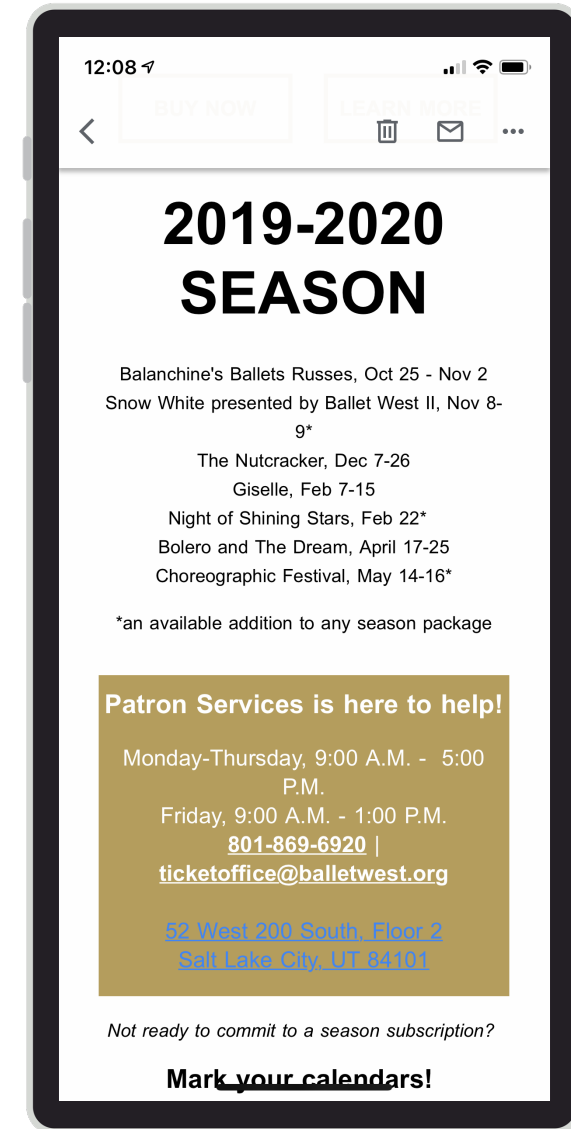 12:08
BUY NOW
LEARN MORE
2019-2020
SEASON
Balanchine's Ballets Russes, Oct 25 - Nov 2
Snow White presented by Ballet West II, Nov 8-
9*
The Nutcracker, Dec 7-26
Giselle, Feb 7-15
Night of Shining Stars, Feb 22*
Bolero and The Dream, April 17-25
Choreographic Festival, May 14-16*
*an available addition to any season package
Patron Services is here to help!
Monday-Thursday, 9:00 A.M. - 5:00
P.M.
Friday, 9:00 A.M. - 1:00 P.M.
801-869-6920 |
ticketoffice@balletwest.org
52 West 200 South, Floor 2
Salt Lake City, UT 84101
Not ready to commit to a season subscription?
Mark your calendars!